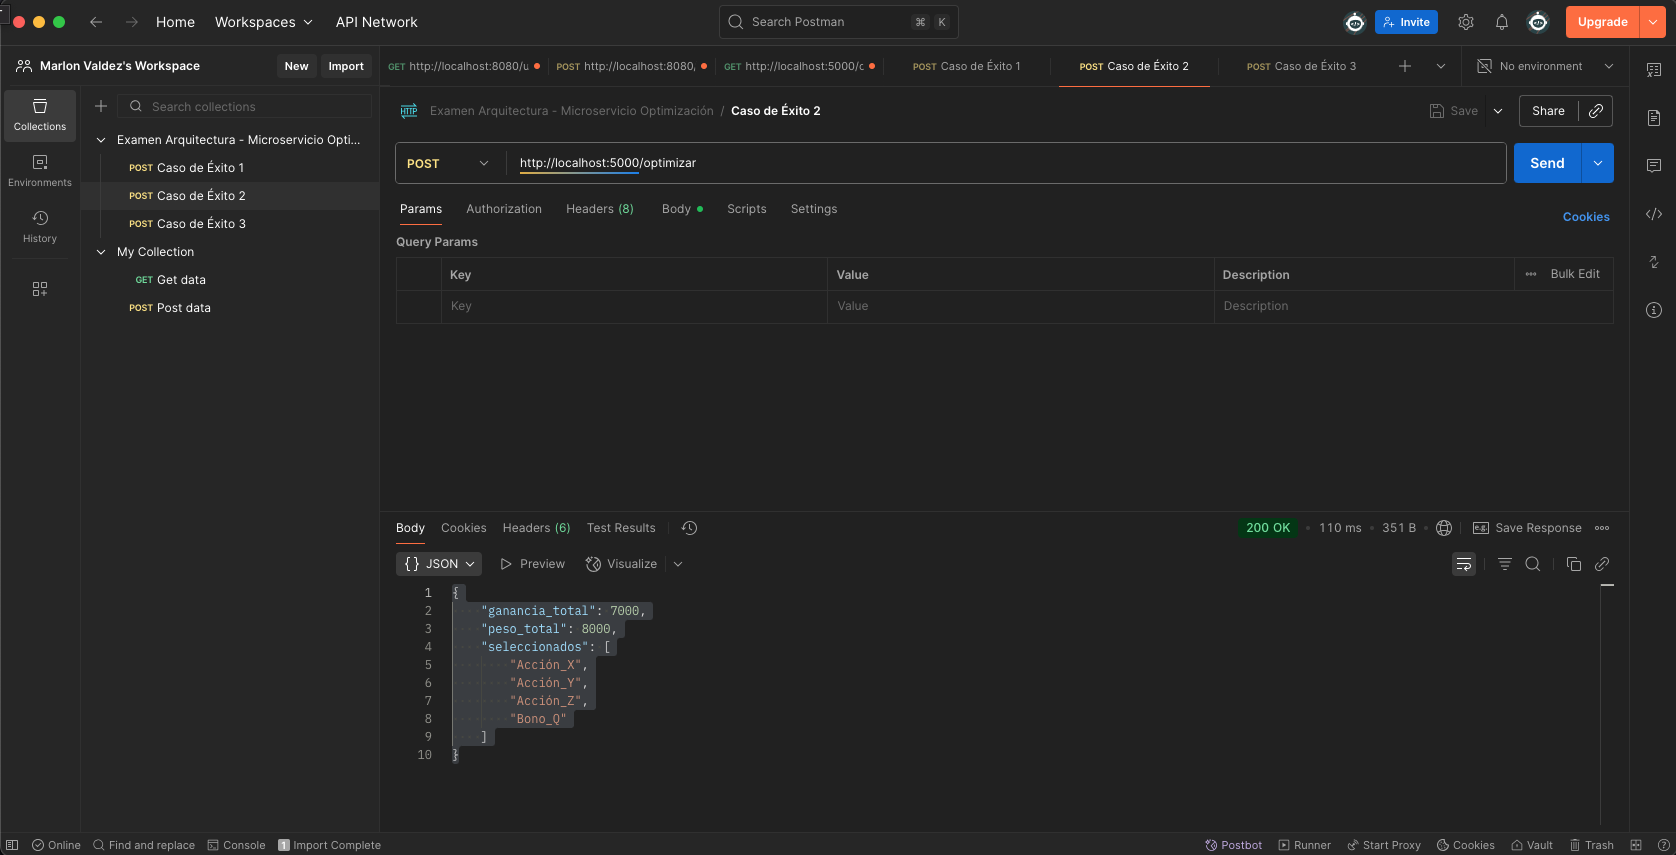 Home Workspaces API Network Search Postman ⌘ K Invite Upgrade
Marlon Valdez's Workspace New Import
GET http://localhost:8080/u POST http://localhost:8080/ GET http://localhost:5000/c POST Caso de Éxito 1 POST Caso de Éxito 2 POST Caso de Éxito 3 No environment
Collections
Environments
History
Search collections
Examen Arquitectura - Microservicio Opti...
POST Caso de Éxito 1
POST Caso de Éxito 2
POST Caso de Éxito 3
My Collection
GET Get data
POST Post data
HTTP Examen Arquitectura - Microservicio Optimización / Caso de Éxito 2 Save Share
POST http://localhost:5000/optimizar Send
Params Authorization Headers (8) Body Scripts Settings Cookies
Query Params
Key Value Description Bulk Edit
Key Value Description
Body Cookies Headers (6) Test Results 200 OK 110 ms 351 B e.g. Save Response
{} JSON Preview Visualize
1 {
2 "ganancia_total": 7000,
3 "peso_total": 8000,
4 "seleccionados": [
5 "Acción_X",
6 "Acción_Y",
7 "Acción_Z",
8 "Bono_Q"
9 ]
10 }
Online Find and replace Console 1 Import Complete Postbot Runner Start Proxy Cookies Vault Trash